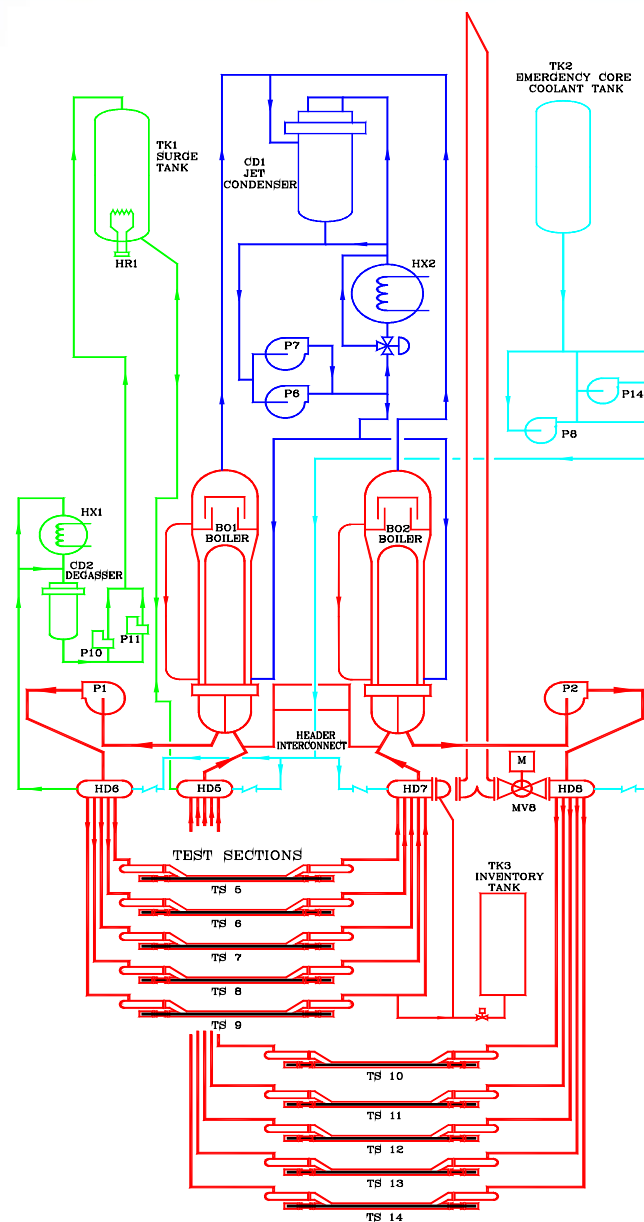 TK2
EMERGENCY CORE
COOLANT TANK
TK1
SURGE
TANK
CD1
JET
CONDENSER
HR1
HX2
P7
P6
P14
P8
HX1
CD2
DEGASSER
BO1
BOILER
BO2
BOILER
P10
P11
P1
P2
HEADER
INTERCONNECT
M
HD6
HD5
HD7
HD8
MV8
TEST SECTIONS
TK3
INVENTORY
TANK
TS 5
TS 6
TS 7
TS 8
TS 9
TS 10
TS 11
TS 12
TS 13
TS 14